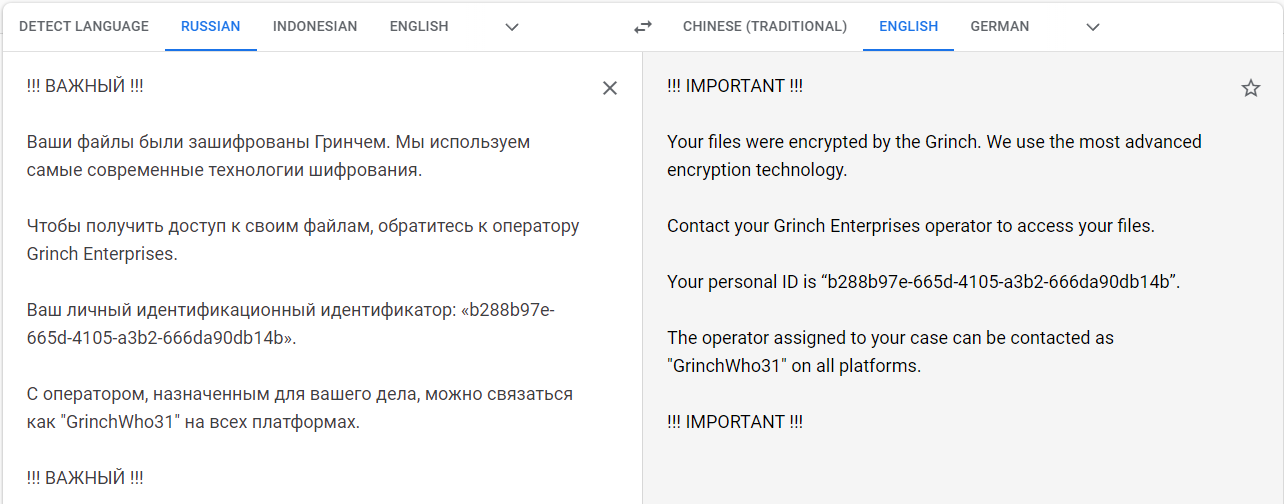 DETECT LANGUAGE RUSSIAN INDONESIAN ENGLISH CHINESE (TRADITIONAL) ENGLISH GERMAN
!!! ВАЖНЫЙ !!!
Ваши файлы были зашифрованы Гринчем. Мы используем
самые современные технологии шифрования.
Чтобы получить доступ к своим файлам, обратитесь к оператору
Grinch Enterprises.
Ваш личный идентификационный идентификатор: «b288b97e-
665d-4105-a3b2-666da90db14b».
С оператором, назначенным для вашего дела, можно связаться
как "GrinchWho31" на всех платформах.
!!! ВАЖНЫЙ !!!
!!! IMPORTANT !!!
Your files were encrypted by the Grinch. We use the most advanced
encryption technology.
Contact your Grinch Enterprises operator to access your files.
Your personal ID is “b288b97e-665d-4105-a3b2-666da90db14b”.
The operator assigned to your case can be contacted as
"GrinchWho31" on all platforms.
!!! IMPORTANT !!!